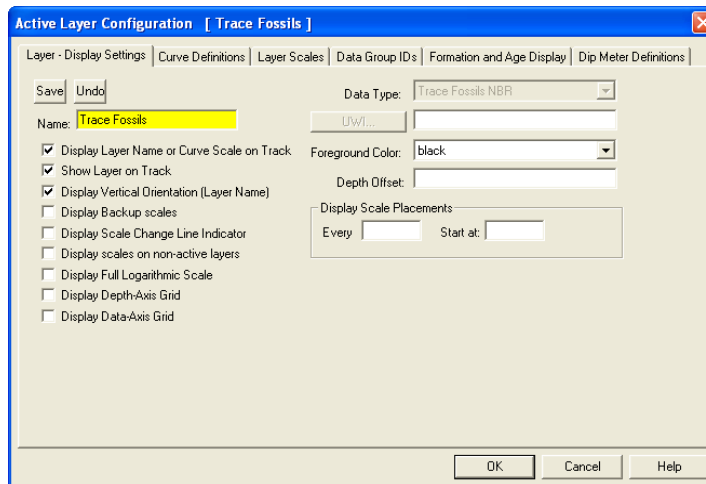 Active Layer Configuration [ Trace Fossils ]
Layer - Display Settings Curve Definitions Layer Scales Data Group IDs Formation and Age Display Dip Meter Definitions
Save Undo
Name: Trace Fossils
Display Layer Name or Curve Scale on Track
Show Layer on Track
Display Vertical Orientation (Layer Name)
Display Backup scales
Display Scale Change Line Indicator
Display scales on non-active layers
Display Full Logarithmic Scale
Display Depth-Axis Grid
Display Data-Axis Grid
Data Type: Trace Fossils NBR
UWI...
Foreground Color: black
Depth Offset:
Display Scale Placements
Every Start at:
OK Cancel Help